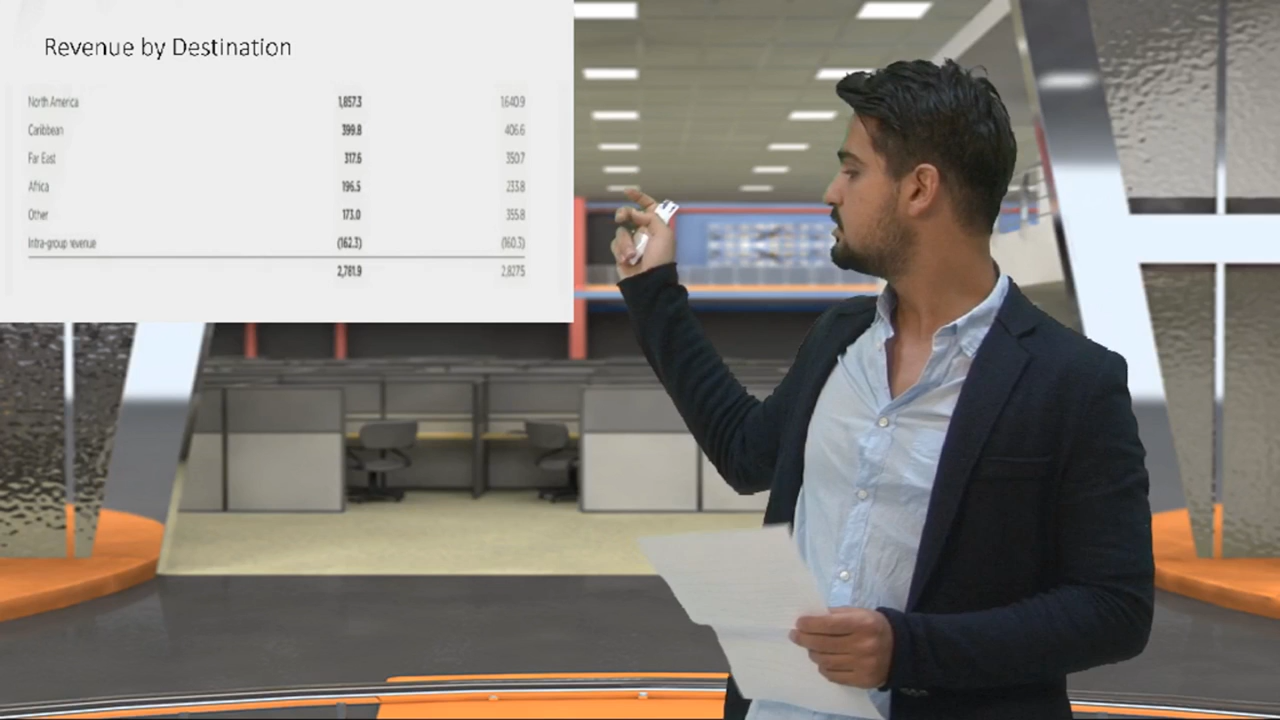 Revenue by Destination
North America 1,857.3 1640.9
Caribbean 399.8 406.6
Far East 317.6 350.7
Africa 196.5 233.8
Other 173.0 355.8
Intra-group revenue (162.3) (160.3)
2,781.9 2,827.5